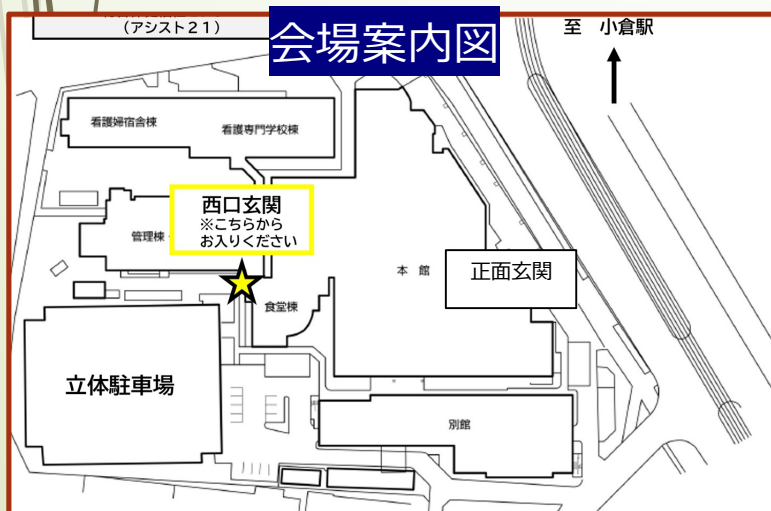 （アシスト２１）
会場案内図
至　小倉駅
看護婦宿舎棟
看護専門学校棟
西口玄関
※こちらから
お入りください
管理棟
本　館
正面玄関
食堂棟
立体駐車場
別館